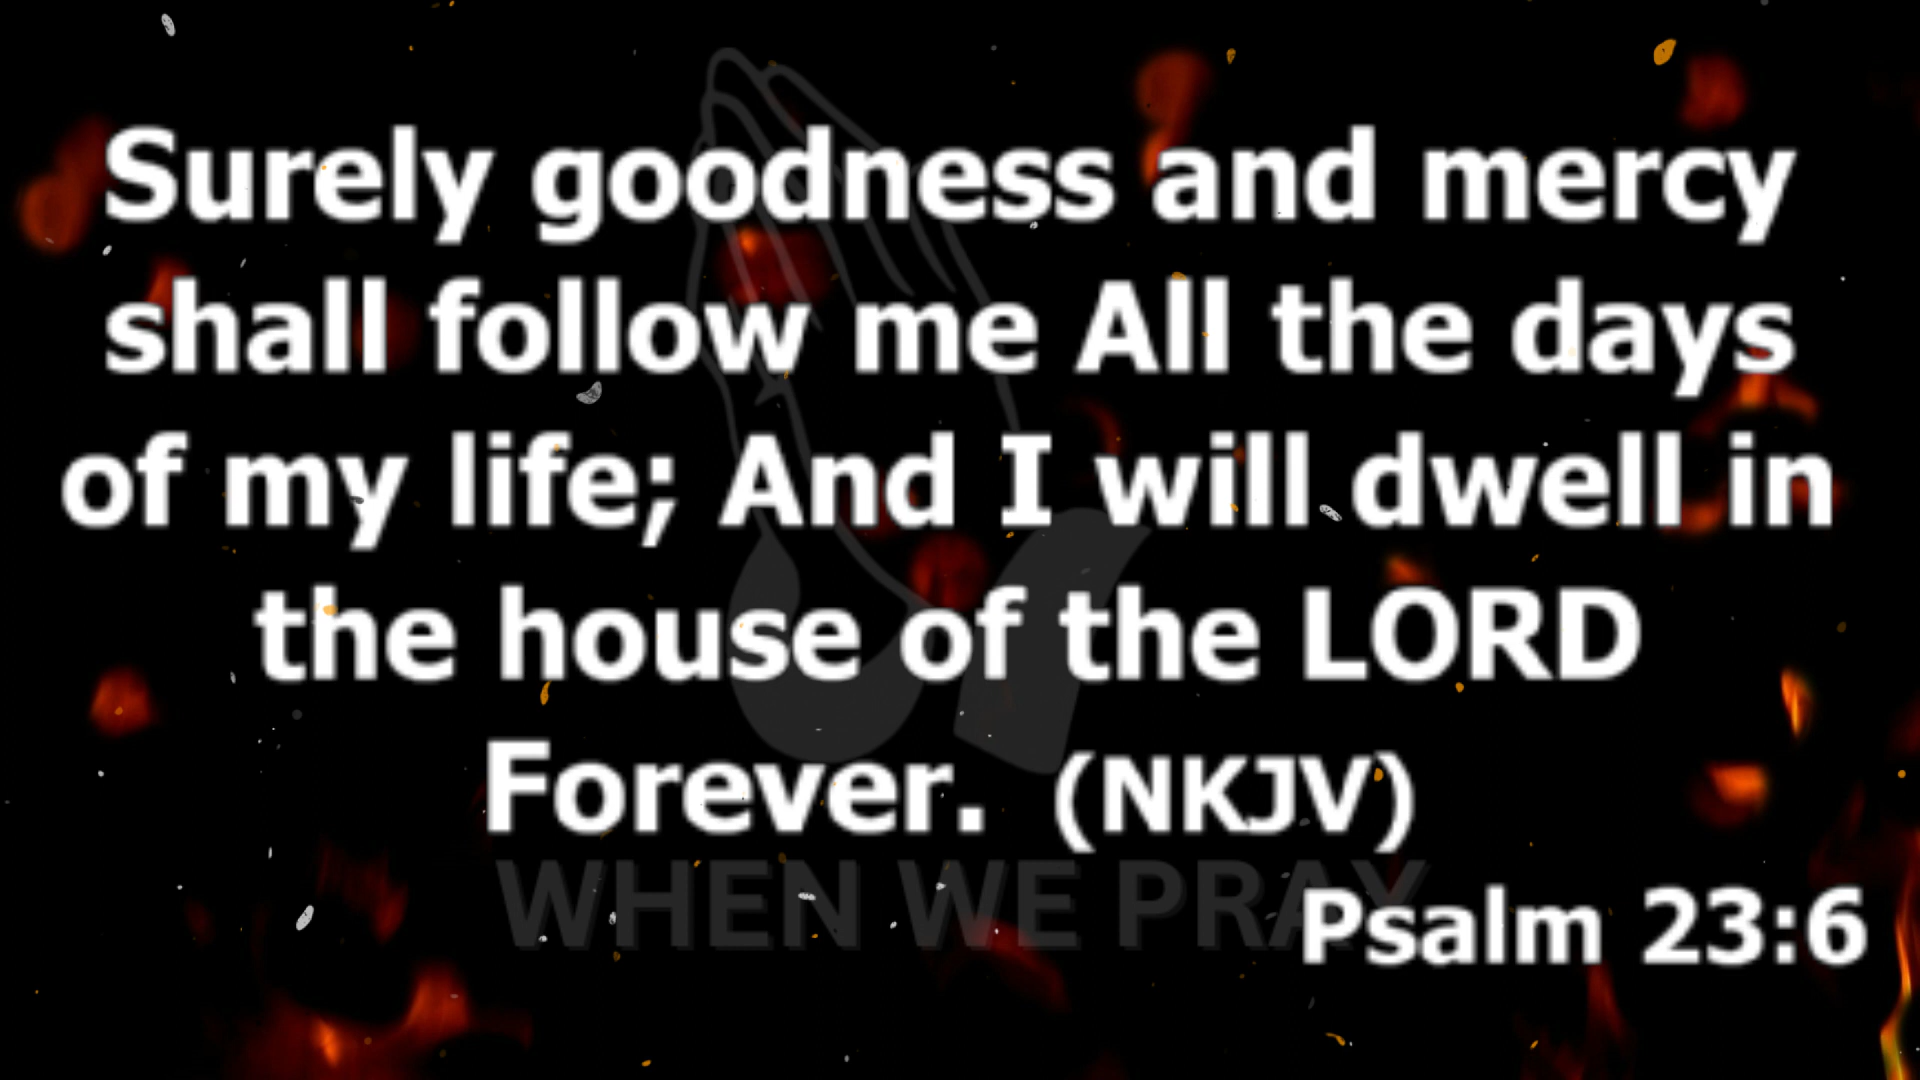 Surely goodness and mercy
shall follow me All the days
of my life; And I will dwell in
the house of the LORD
Forever. (NKJV)
WHEN WE PRAY
Psalm 23:6